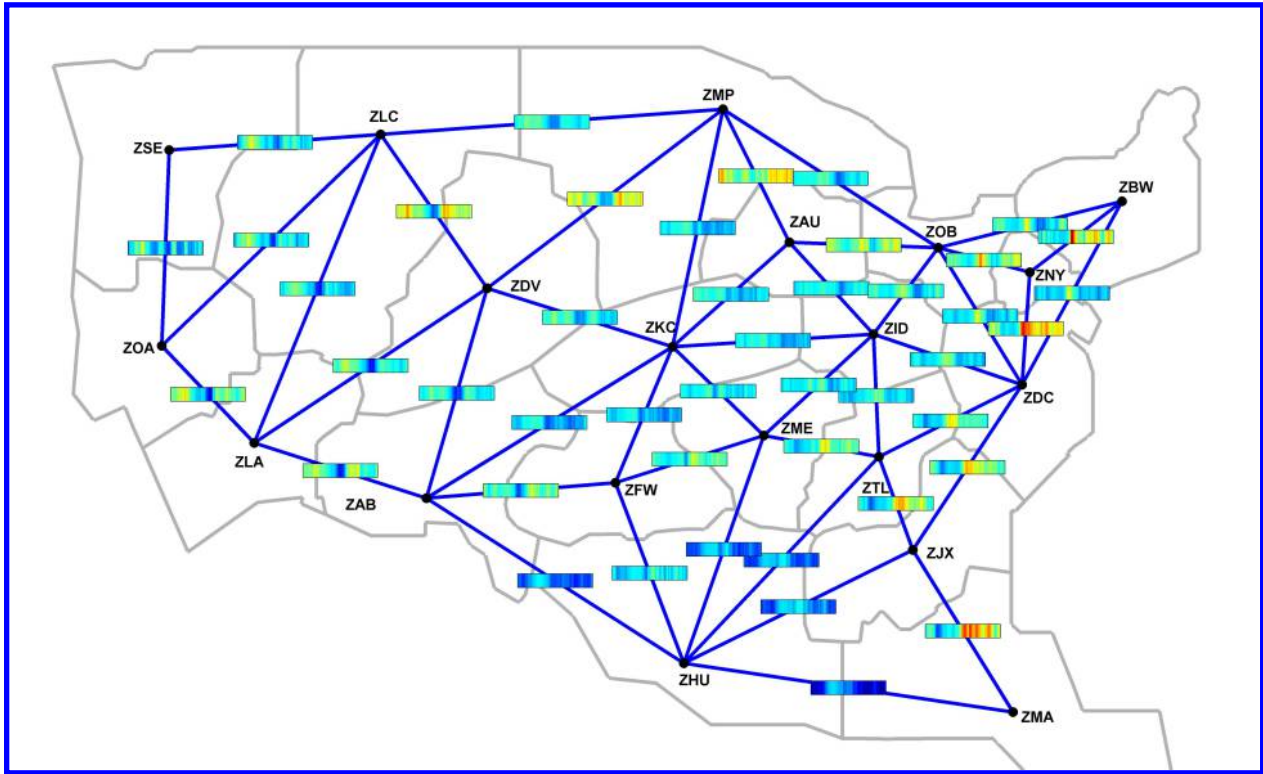 ZMP
ZLC
ZSE
ZBW
ZAU
ZOB
ZNY
ZDV
ZKC
ZID
ZOA
ZDC
ZME
ZLA
ZAB
ZFW
ZTL
ZJX
ZHU
ZMA